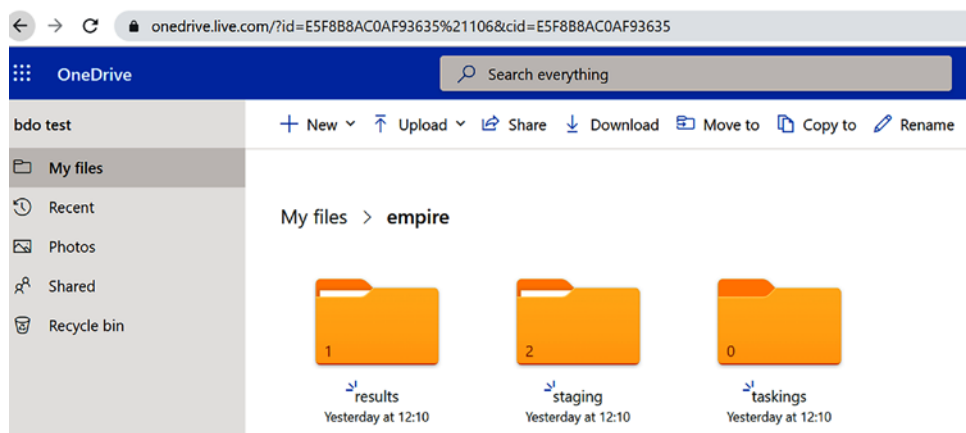 onedrive.live.com/?id=E5F8B8AC0AF93635%21106&cid=E5F8B8AC0AF93635
OneDrive
Search everything
bdo test
New Upload Share Download Move to Copy to Rename
My files
Recent
Photos
Shared
Recycle bin
My files > empire
1 2 0
results staging taskings
Yesterday at 12:10 Yesterday at 12:10 Yesterday at 12:10